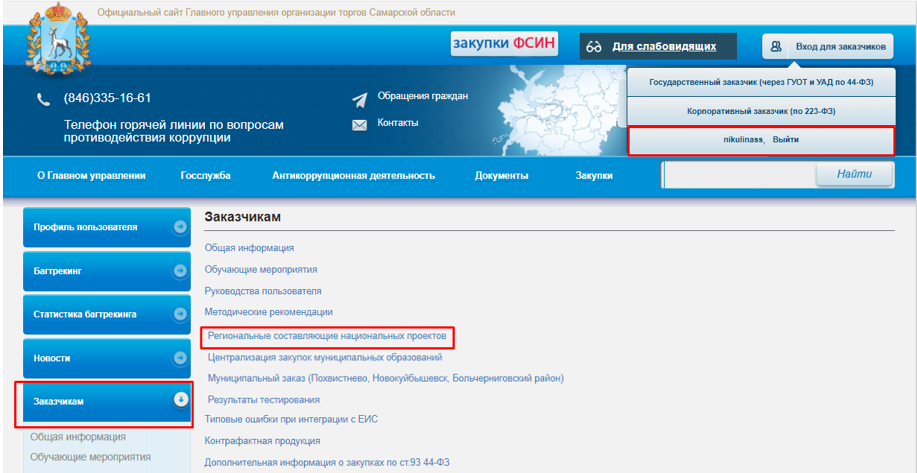 Официальный сайт Главного управления организации торгов Самарской области
закупки ФСИН
Для слабовидящих
Вход для заказчиков
Государственный заказчик (через ГУОТ и УАД по 44-ФЗ)
Корпоративный заказчик (по 223-ФЗ)
nikulinass, Выйти
(846)335-16-61
Телефон горячей линии по вопросам
противодействия коррупции
Обращения граждан
Контакты
О Главном управлении
Госслужба
Антикоррупционная деятельность
Документы
Закупки
Найти
Профиль пользователя
Багтрекинг
Статистика багтрекинга
Новости
Заказчикам
Общая информация
Обучающие мероприятия
Заказчикам
Общая информация
Обучающие мероприятия
Руководства пользователя
Методические рекомендации
Региональные составляющие национальных проектов
Централизация закупок муниципальных образований
Муниципальный заказ (Похвистнево, Новокуйбышевск, Больчерниговский район)
Результаты тестирования
Типовые ошибки при интеграции с ЕИС
Контрафактная продукция
Дополнительная информация о закупках по ст.93 44-ФЗ